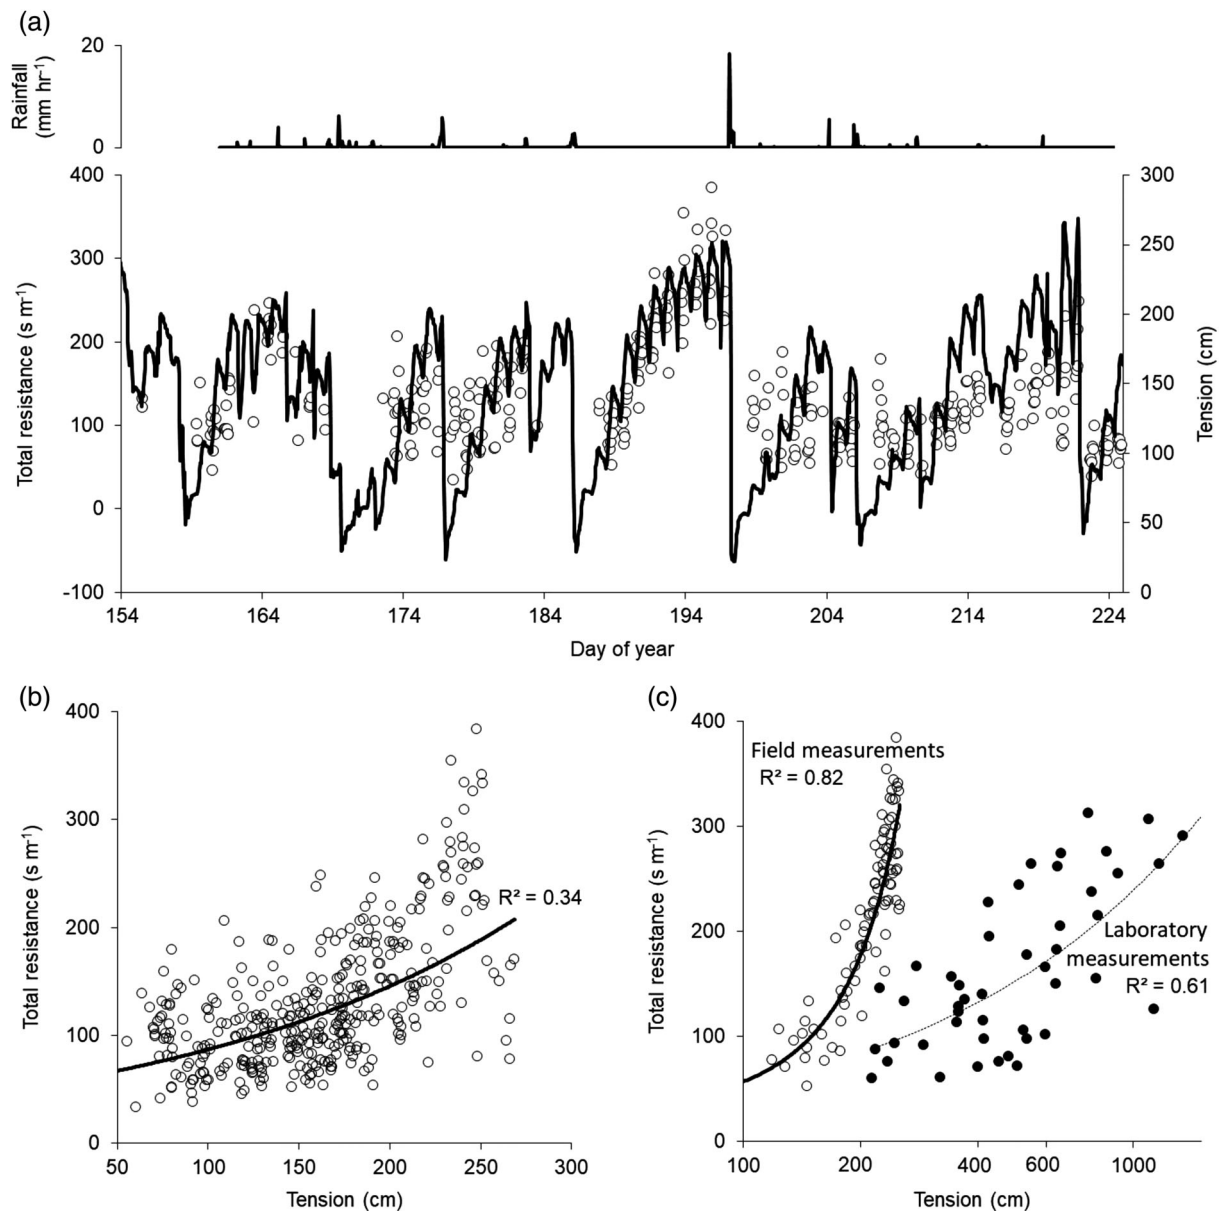 (a)
Rainfall
(mm hr⁻¹)
20
0
400
300
200
100
0
-100
Total resistance (s m⁻¹)
300
250
200
150
100
50
0
Tension (cm)
154
164
174
184
194
204
214
224
Day of year
(b)
400
300
200
100
0
Total resistance (s m⁻¹)
R² = 0.34
50
100
150
200
250
300
Tension (cm)
(c)
400
300
200
100
0
Total resistance (s m⁻¹)
Field measurements
R² = 0.82
Laboratory
measurements
R² = 0.61
100
200
400
600
1000
Tension (cm)